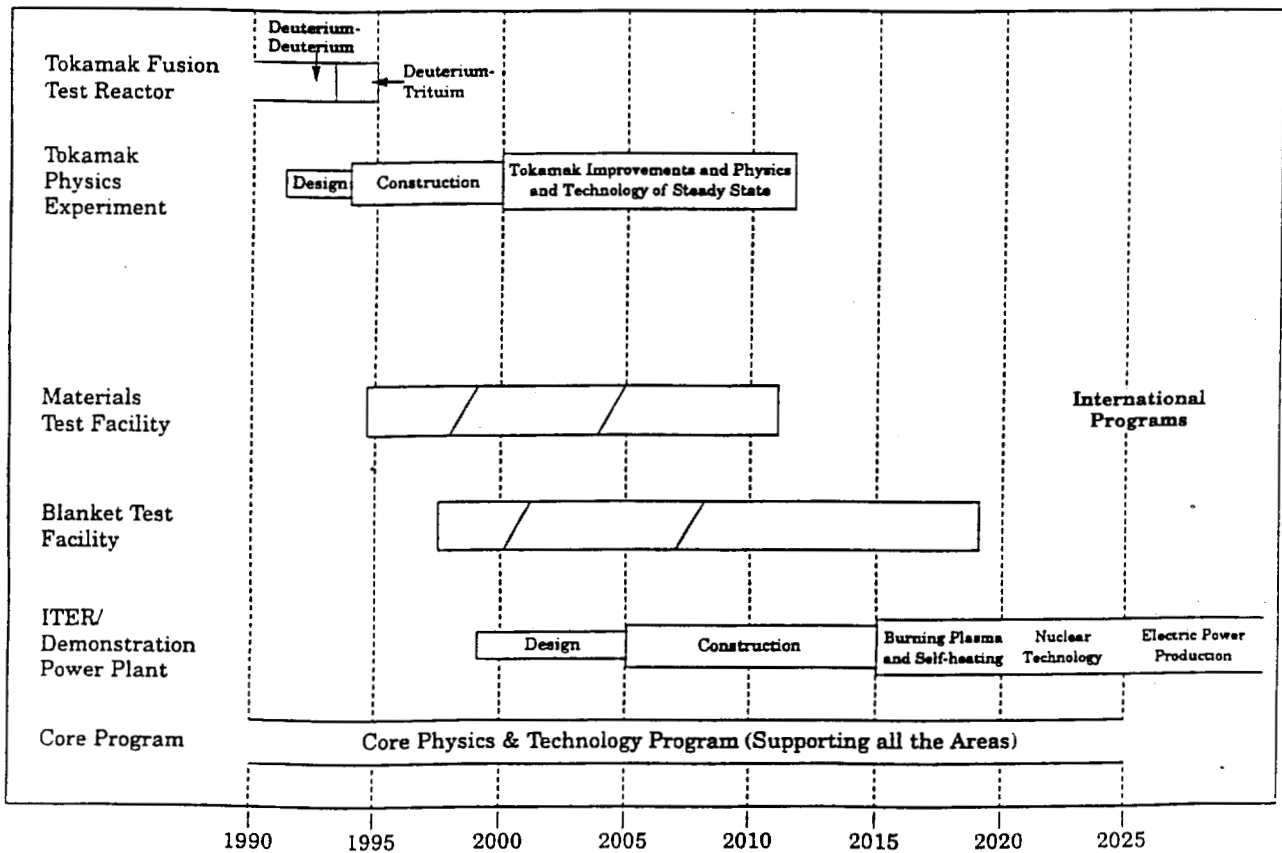 Deuterium-
Deuterium
Tokamak Fusion
Test Reactor
Deuterium-
Trituim
Tokamak
Physics
Experiment
Design
Construction
Tokamak Improvements and Physics
and Technology of Steady State
Materials
Test Facility
International
Programs
Blanket Test
Facility
ITER/
Demonstration
Power Plant
Design
Construction
Burning Plasma
and Self-heating
Nuclear
Technology
Electric Power
Production
Core Program
Core Physics & Technology Program (Supporting all the Areas)
1990 1995 2000 2005 2010 2015 2020 2025